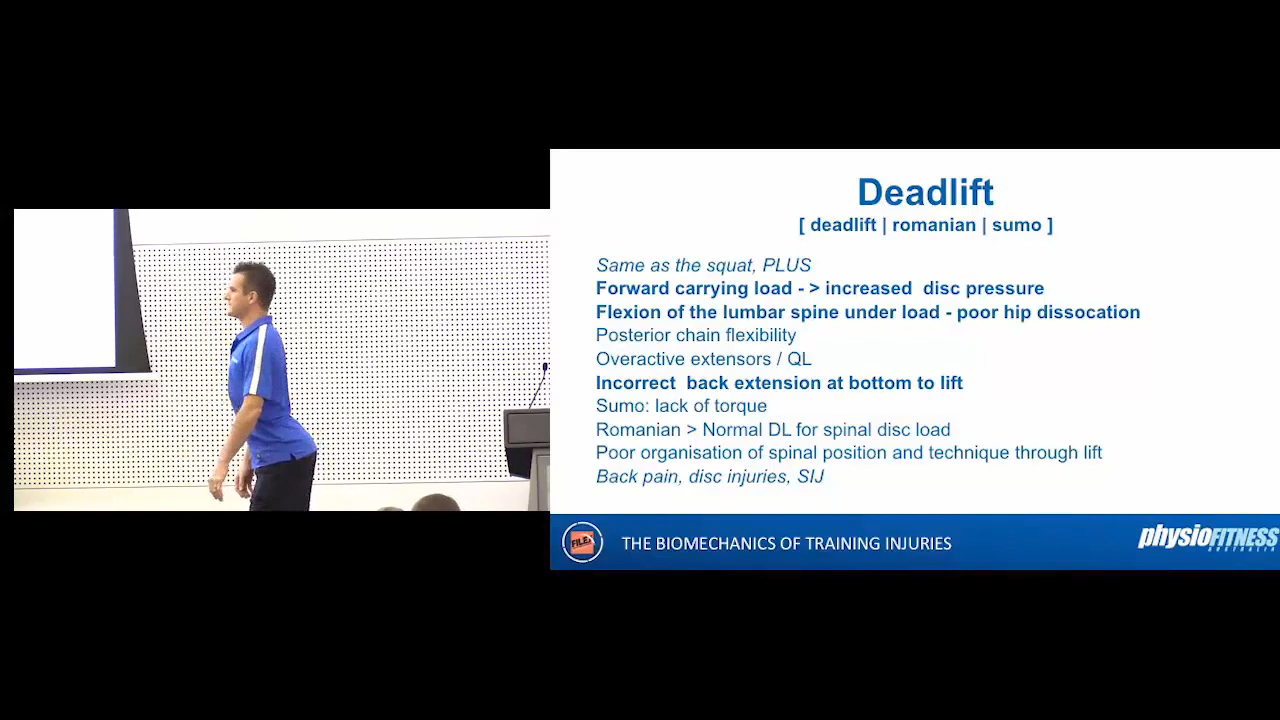 Deadlift
[ deadlift | romanian | sumo ]
Same as the squat, PLUS
Forward carrying load - > increased disc pressure
Flexion of the lumbar spine under load - poor hip dissocation
Posterior chain flexibility
Overactive extensors / QL
Incorrect back extension at bottom to lift
Sumo: lack of torque
Romanian > Normal DL for spinal disc load
Poor organisation of spinal position and technique through lift
Back pain, disc injuries, SIJ
FILEX
THE BIOMECHANICS OF TRAINING INJURIES
physioFITNESS
AUSTRALIA